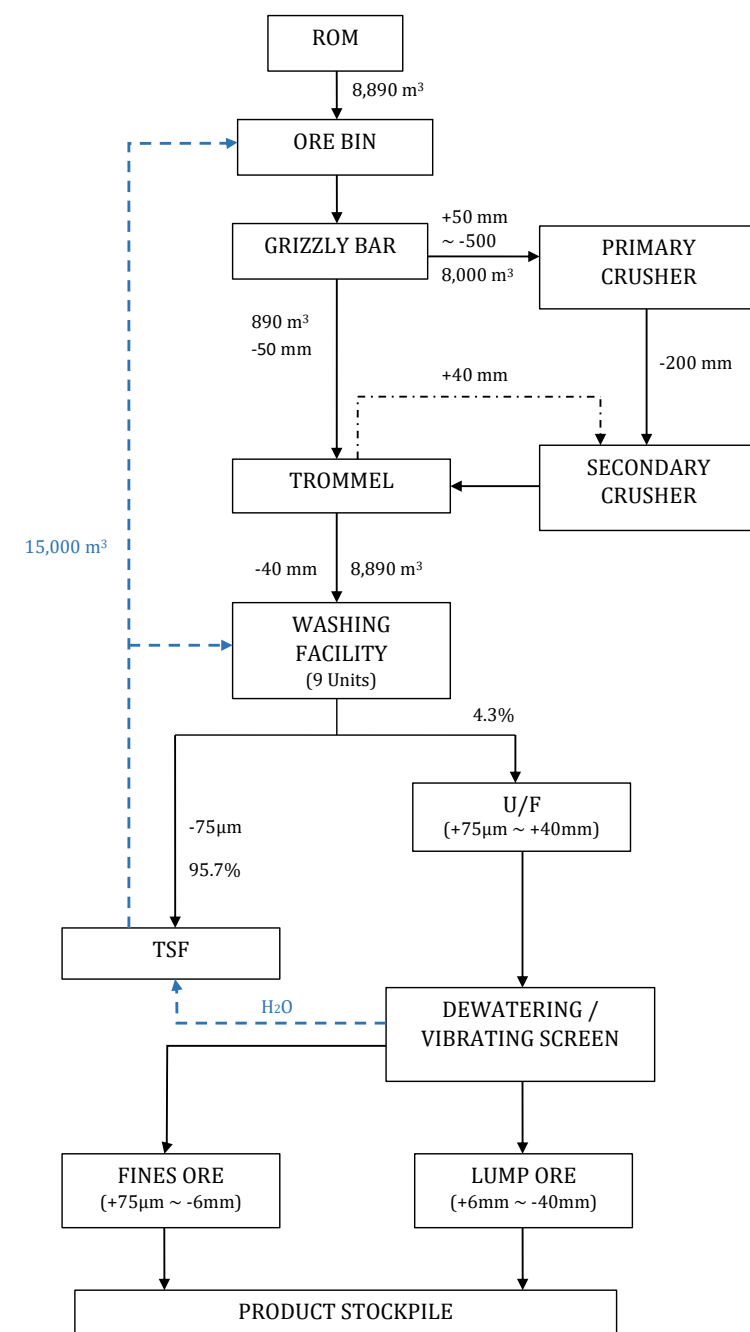 ROM
8,890 m³
ORE BIN
GRIZZLY BAR
+50 mm
~ -500
8,000 m³
PRIMARY
CRUSHER
890 m³
-50 mm
-200 mm
+40 mm
TROMMEL
SECONDARY
CRUSHER
15,000 m³
-40 mm
8,890 m³
WASHING
FACILITY
(9 Units)
4.3%
U/F
(+75µm ~ +40mm)
-75µm
95.7%
TSF
H₂O
DEWATERING /
VIBRATING SCREEN
FINES ORE
(+75µm ~ -6mm)
LUMP ORE
(+6mm ~ -40mm)
PRODUCT STOCKPILE